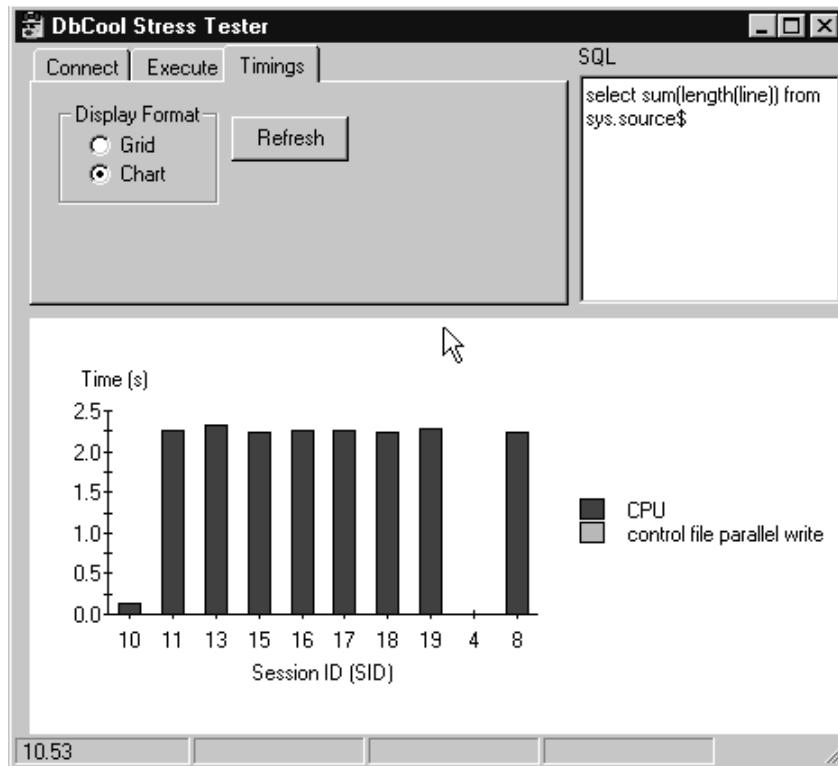 DbCool Stress Tester
Connect
Execute
Timings
SQL
Display Format
Grid
Chart
Refresh
select sum(length(line)) from
sys.source$
Time (s)
2.5
2.0
1.5
1.0
0.5
0.0
10 11 13 15 16 17 18 19 4 8
Session ID (SID)
CPU
control file parallel write
10.53